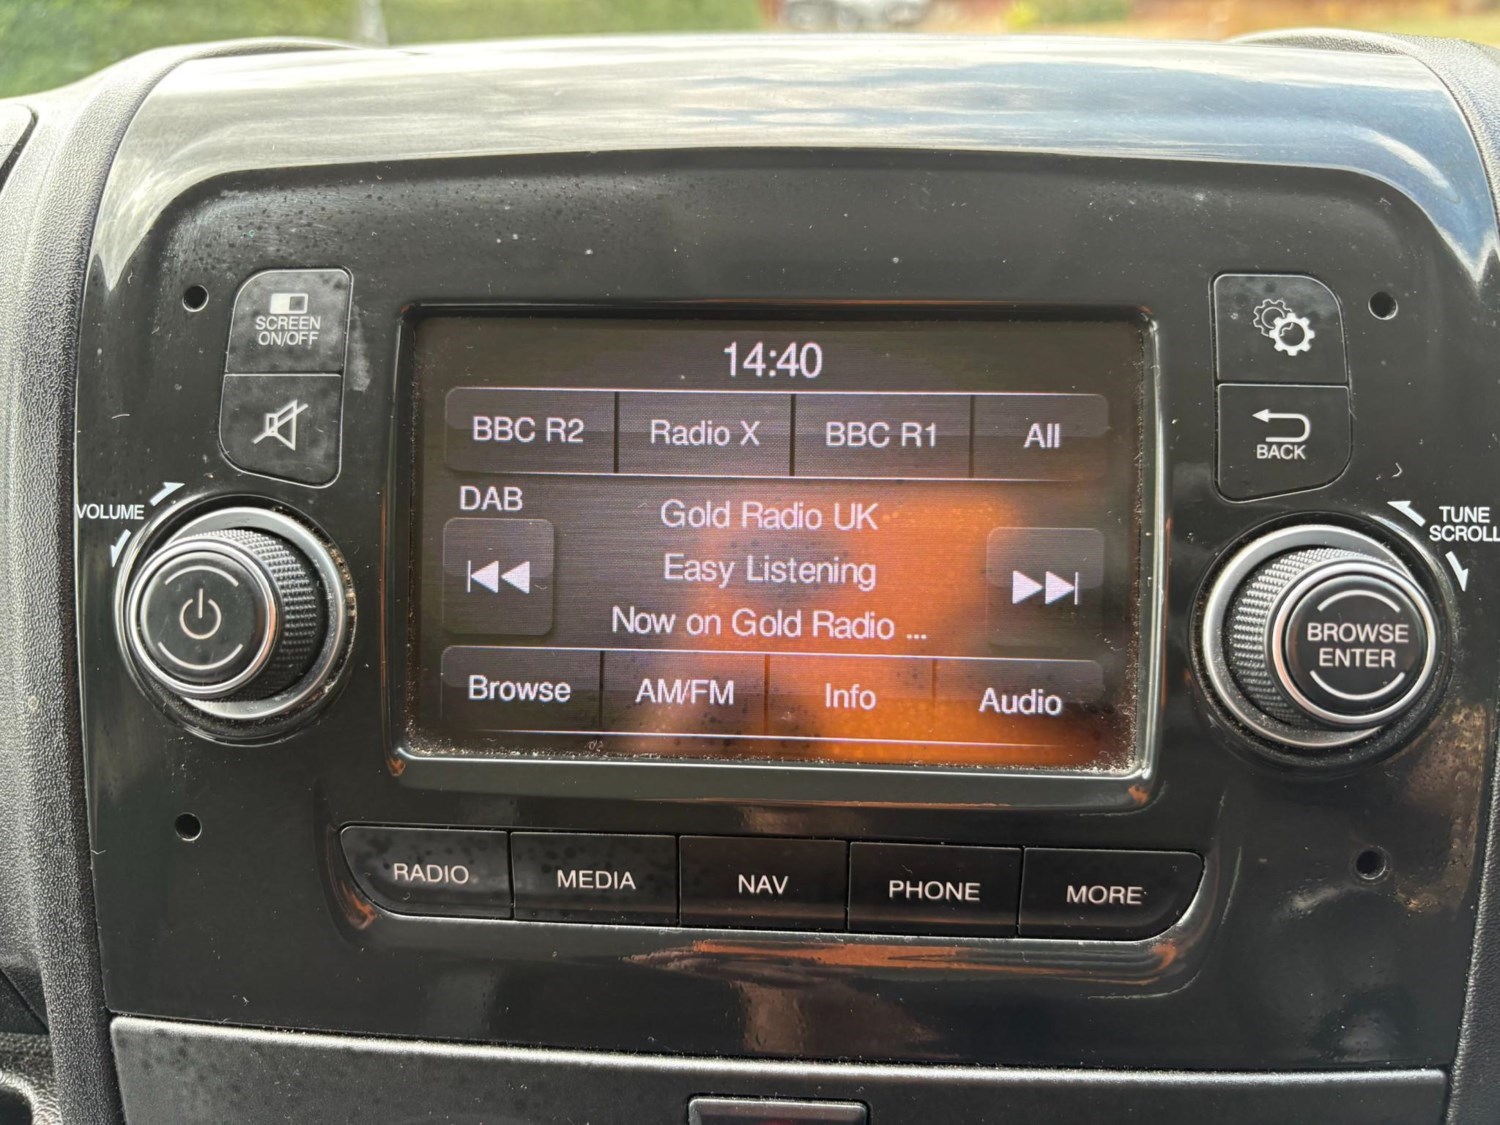 14:40
SCREEN
ON/OFF
BBC R2
Radio X
BBC R1
All
BACK
VOLUME
DAB
Gold Radio UK
TUNE
SCROLL
Easy Listening
Now on Gold Radio ...
BROWSE
ENTER
Browse
AM/FM
Info
Audio
RADIO
MEDIA
NAV
PHONE
MORE